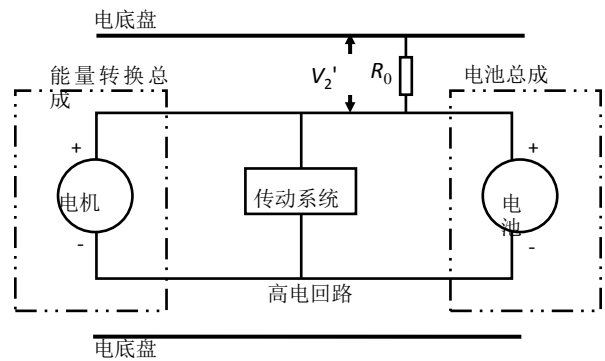 电底盘
能量转换总
成
V₂'
R₀
电池总成
+
+
电机
传动系统
电
池
-
-
高电回路
电底盘